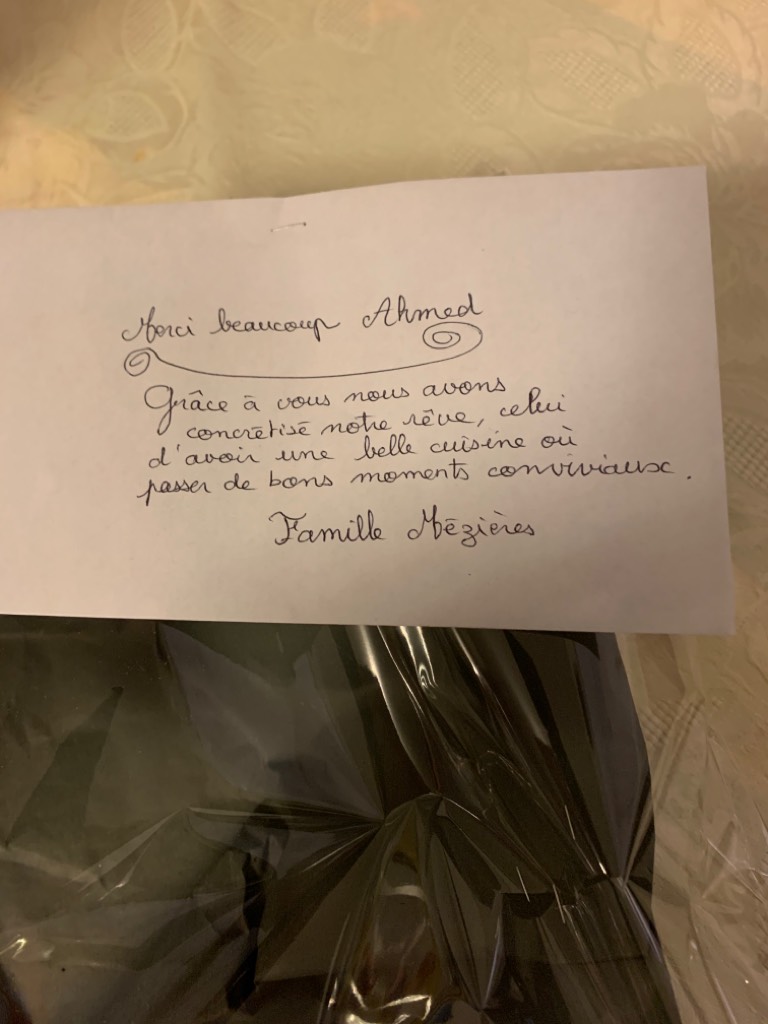 Merci beaucoup Ahmed
Grâce à vous nous avons
concrétisé notre rêve, celui
d'avoir une belle cuisine où
passer de bons moments conviviaux.
Famille Mézières